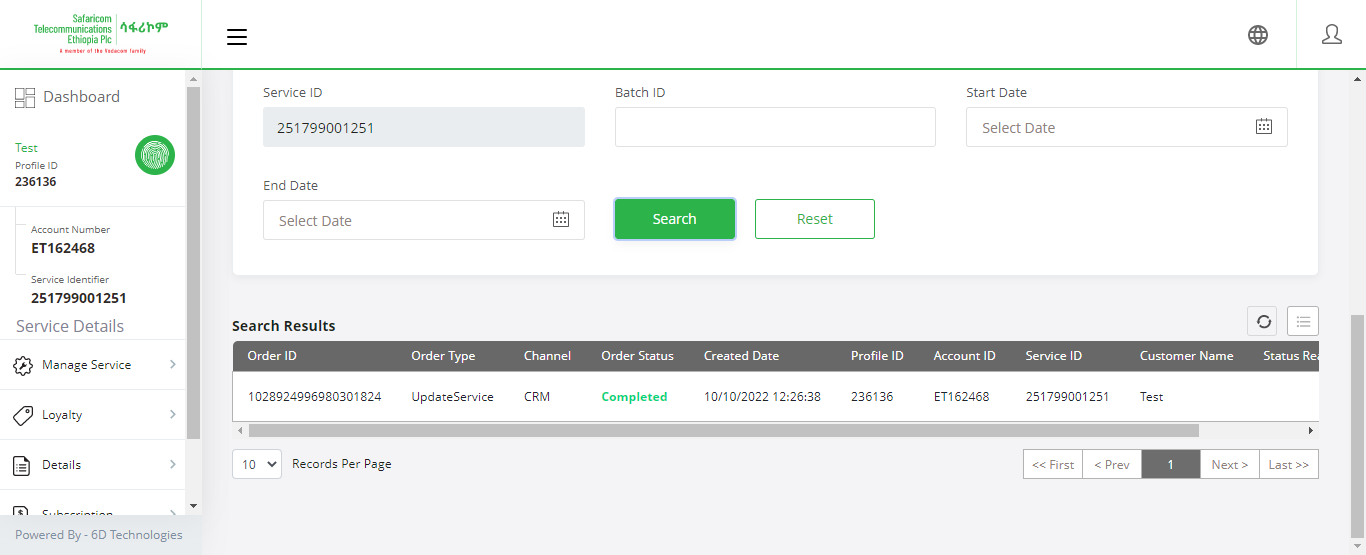 Safaricom
Telecommunications
Ethiopia Plc
ሳፋሪኮም
A member of the Vodacom family
Dashboard
Test
Profile ID
236136
Account Number
ET162468
Service Identifier
251799001251
Service Details
Manage Service
Loyalty
Details
Subscription
Powered By - 6D Technologies
Service ID
Batch ID
Start Date
251799001251
Select Date
End Date
Select Date
Search
Reset
Search Results
Order ID Order Type Channel Order Status Created Date Profile ID Account ID Service ID Customer Name Status Rea
1028924996980301824 UpdateService CRM Completed 10/10/2022 12:26:38 236136 ET162468 251799001251 Test
10 Records Per Page
<< First < Prev 1 Next > Last >>